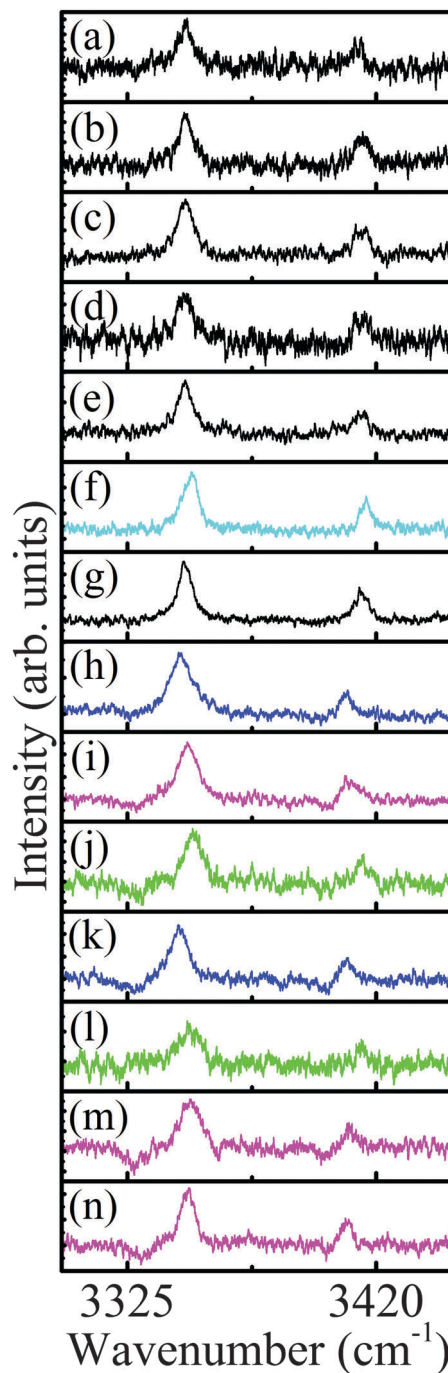 (a)
(b)
(c)
(d)
(e)
(f)
(g)
(h)
(i)
(j)
(k)
(l)
(m)
(n)
Intensity (arb. units)
3325 3420
Wavenumber (cm⁻¹)